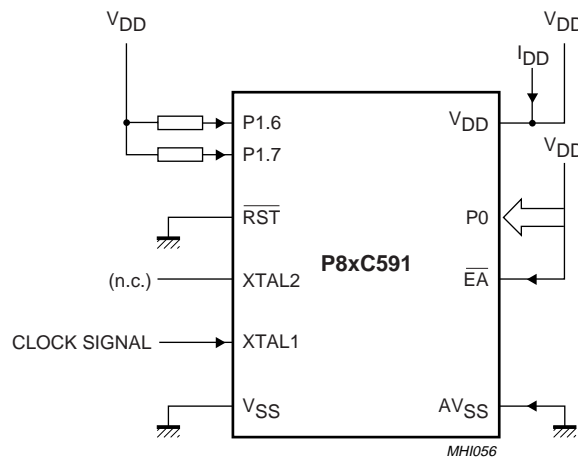 VDD
VDD
IDD
P1.6
VDD
P1.7
VDD
RST
P0
P8xC591
(n.c.)
XTAL2
EA
CLOCK SIGNAL
XTAL1
VSS
AVSS
MHI056